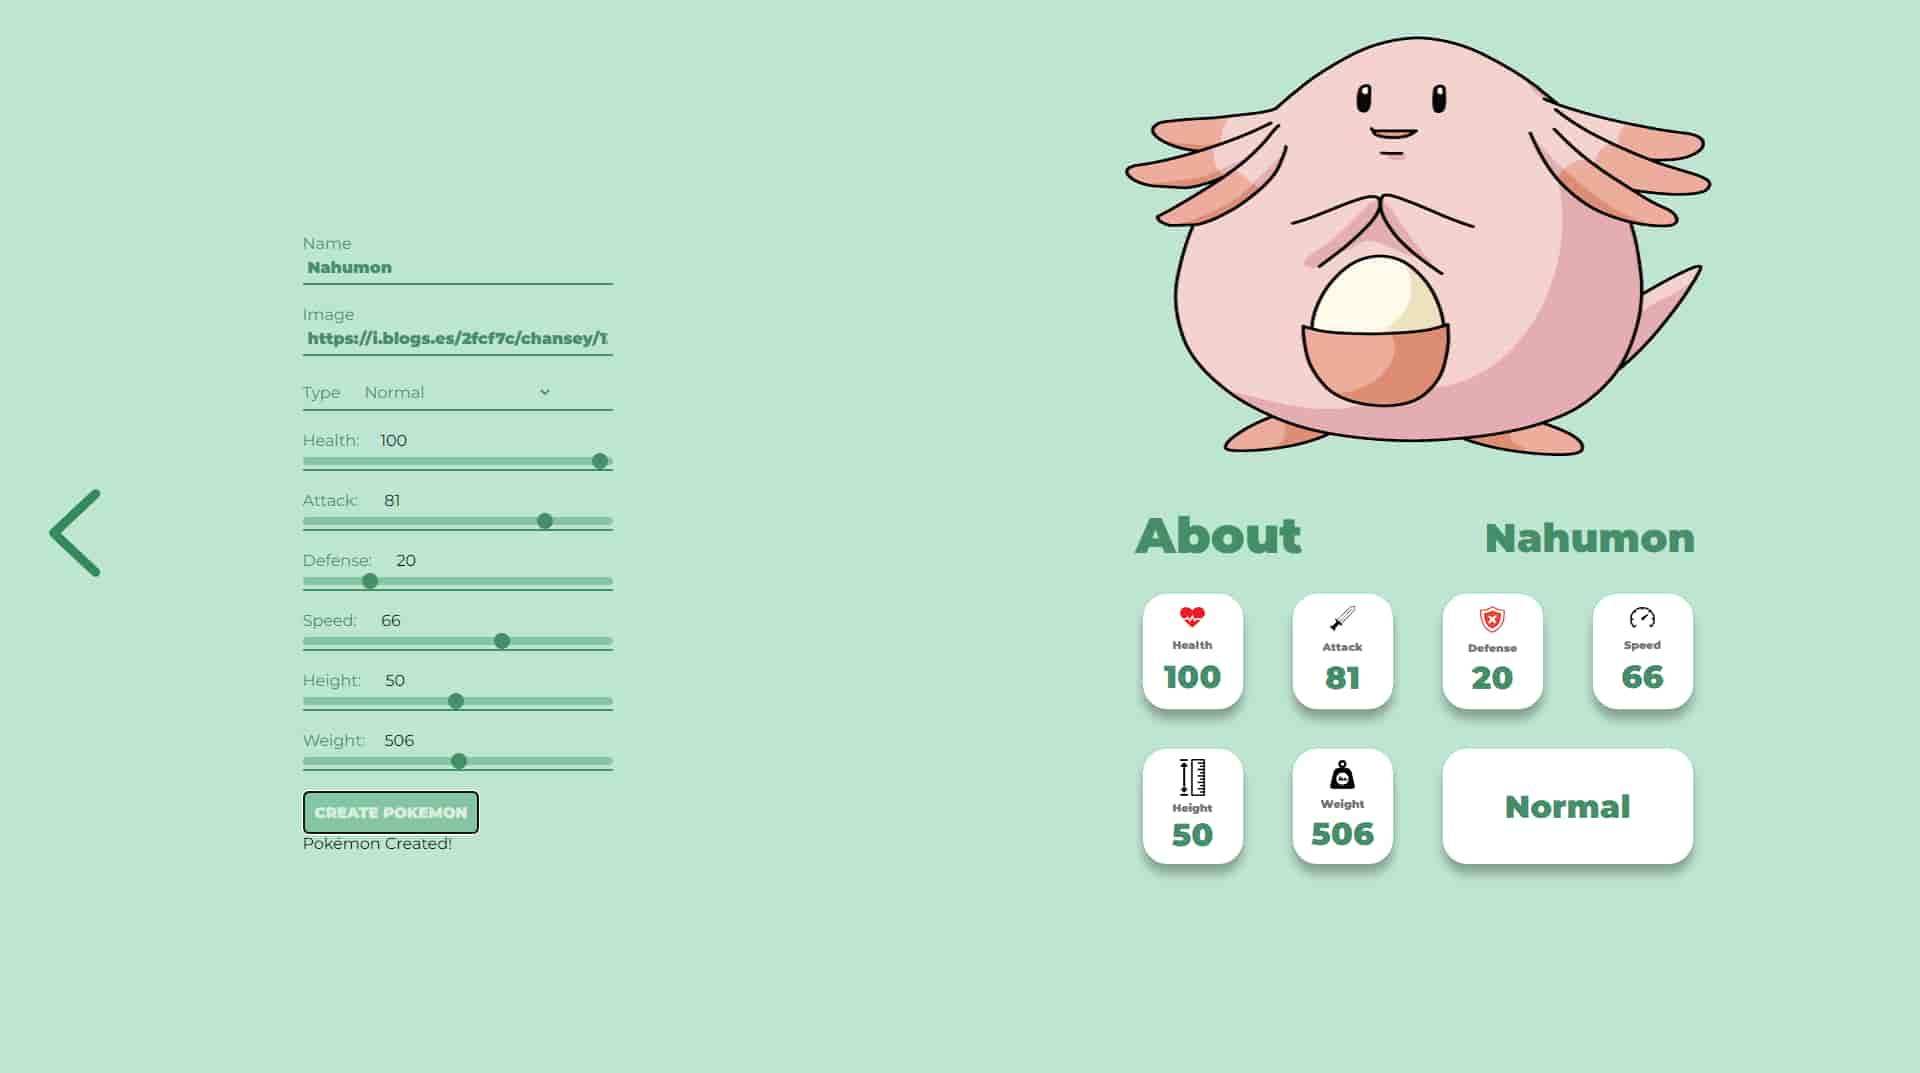 Name
Nahumon
Image
https://i.blogs.es/2fcf7c/chansey/1
Type Normal
Health: 100
Attack: 81
Defense: 20
Speed: 66
Height: 50
Weight: 506
CREATE POKEMON
Pokémon Created!
About Nahumon
Health
100
Attack
81
Defense
20
Speed
66
Height
50
Weight
506
Normal